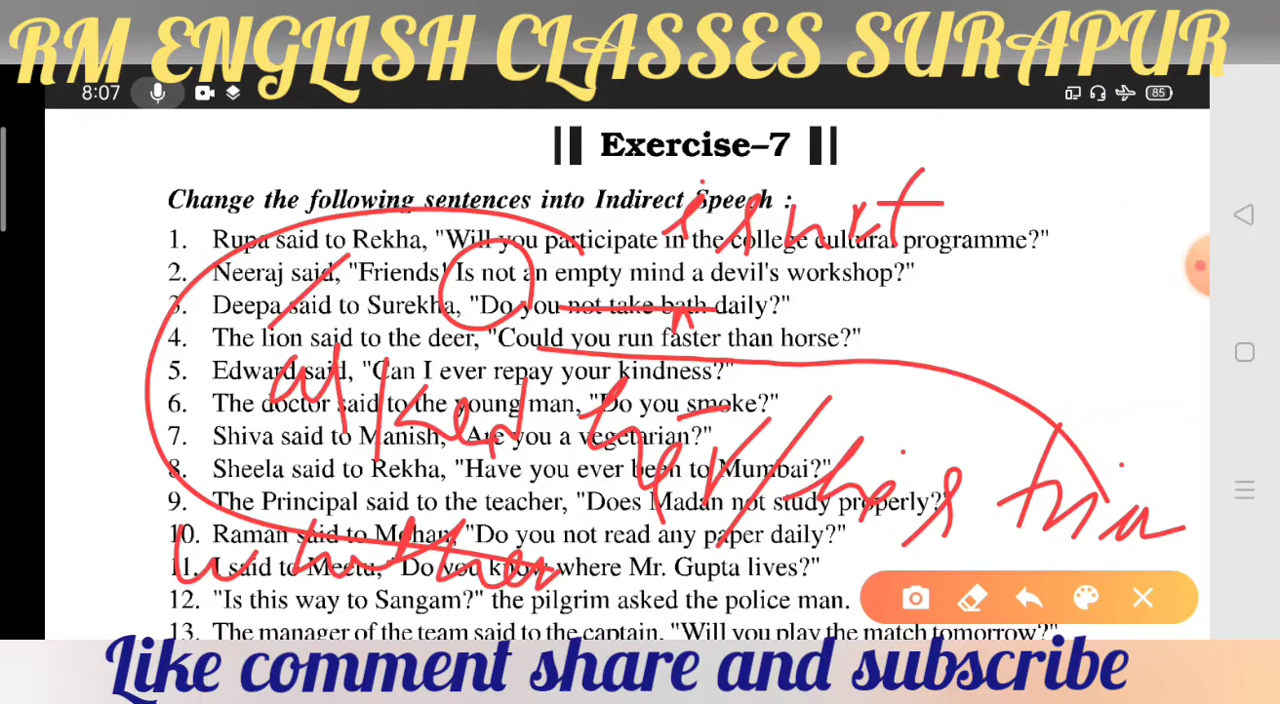 RM ENGLISH CLASSES SURAPUR
8:07
85
|| Exercise–7 ||
Change the following sentences into Indirect Speech :
is not
1. Rupa said to Rekha, "Will you participate in the college cultural programme?"
2. Neeraj said, "Friends! Is not an empty mind a devil's workshop?"
3. Deepa said to Surekha, "Do you not take bath daily?"
4. The lion said to the deer, "Could you run faster than horse?"
5. Edward said, "Can I ever repay your kindness?"
6. The doctor said to the young man, "Do you smoke?"
asked her/his
7. Shiva said to Manish, "Are you a vegetarian?"
8. Sheela said to Rekha, "Have you ever been to Mumbai?"
9. The Principal said to the teacher, "Does Madan not study properly?"
10. Raman said to Mohan, "Do you not read any paper daily?"
whether
11. I said to Meetu, "Do you know where Mr. Gupta lives?"
12. "Is this way to Sangam?" the pilgrim asked the police man.
13. The manager of the team said to the captain, "Will you play the match tomorrow?"
Like comment share and subscribe